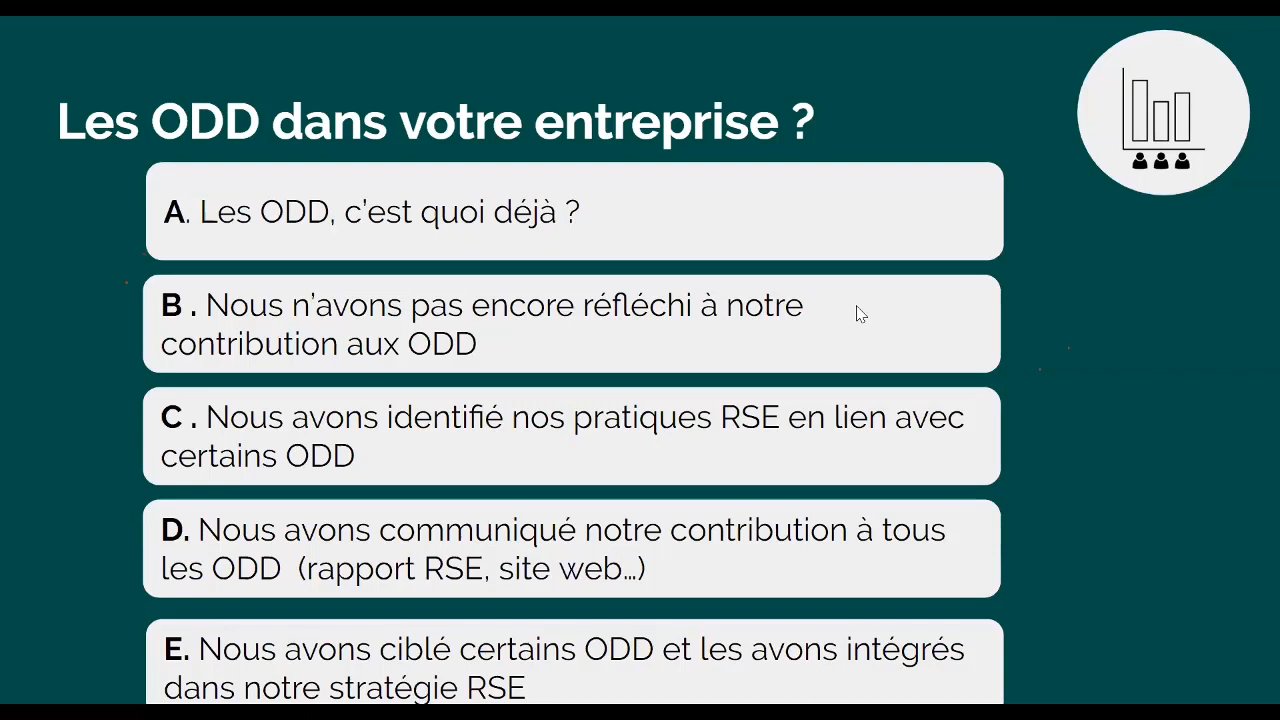 Les ODD dans votre entreprise ?
A. Les ODD, c’est quoi déjà ?
B . Nous n’avons pas encore réfléchi à notre
contribution aux ODD
C . Nous avons identifié nos pratiques RSE en lien avec
certains ODD
D. Nous avons communiqué notre contribution à tous
les ODD  (rapport RSE, site web…)
E. Nous avons ciblé certains ODD et les avons intégrés
dans notre stratégie RSE